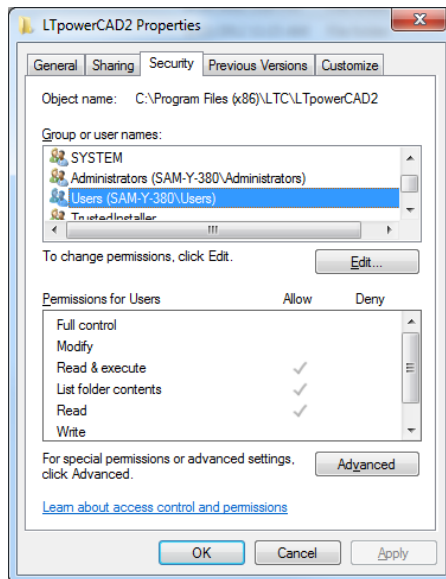 LTpowerCAD2 Properties
General Sharing Security Previous Versions Customize
Object name: C:\Program Files (x86)\LTC\LTpowerCAD2
Group or user names:
SYSTEM
Administrators (SAM-Y-380\Administrators)
Users (SAM-Y-380\Users)
TrustedInstaller
To change permissions, click Edit.
Edit...
Permissions for Users Allow Deny
Full control
Modify
Read & execute
List folder contents
Read
Write
For special permissions or advanced settings,
click Advanced.
Advanced
Learn about access control and permissions
OK Cancel Apply